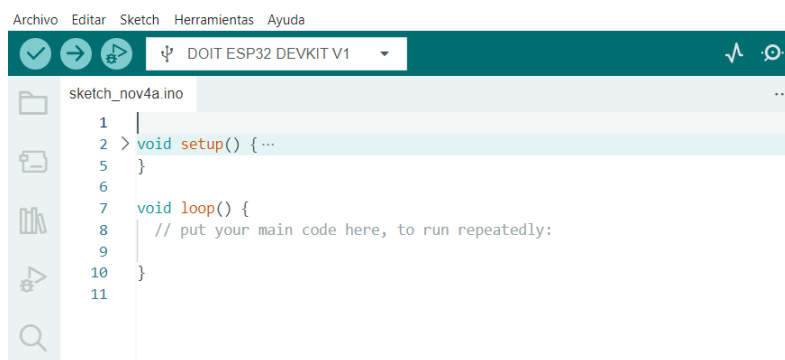 Archivo Editar Sketch Herramientas Ayuda
DOIT ESP32 DEVKIT V1
sketch_nov4a.ino
1
2 void setup() {...
5 }
6
7 void loop() {
8 // put your main code here, to run repeatedly:
9
10 }
11